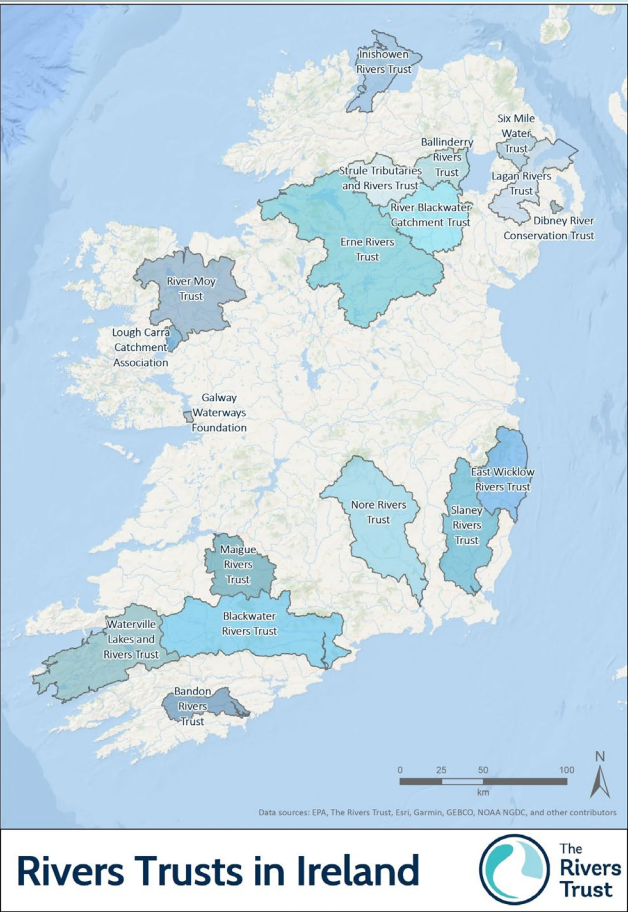 Inishowen
Rivers Trust
Six Mile
Water
Trust
Ballinderry
Rivers
Trust
Strule Tributaries
and Rivers Trust
Lagan Rivers
Trust
River Blackwater
Catchment Trust
Dibney River
Conservation Trust
Erne Rivers
Trust
River Moy
Trust
Lough Carra
Catchment
Association
Galway
Waterways
Foundation
East Wicklow
Rivers Trust
Nore Rivers
Trust
Slaney
Rivers
Trust
Maigue
Rivers
Trust
Blackwater
Rivers Trust
Waterville
Lakes and
Rivers Trust
Bandon
Rivers
Trust
N
0 25 50 100
km
Data sources: EPA, The Rivers Trust, Esri, Garmin, GEBCO, NOAA NGDC, and other contributors
Rivers Trusts in Ireland
The
Rivers
Trust